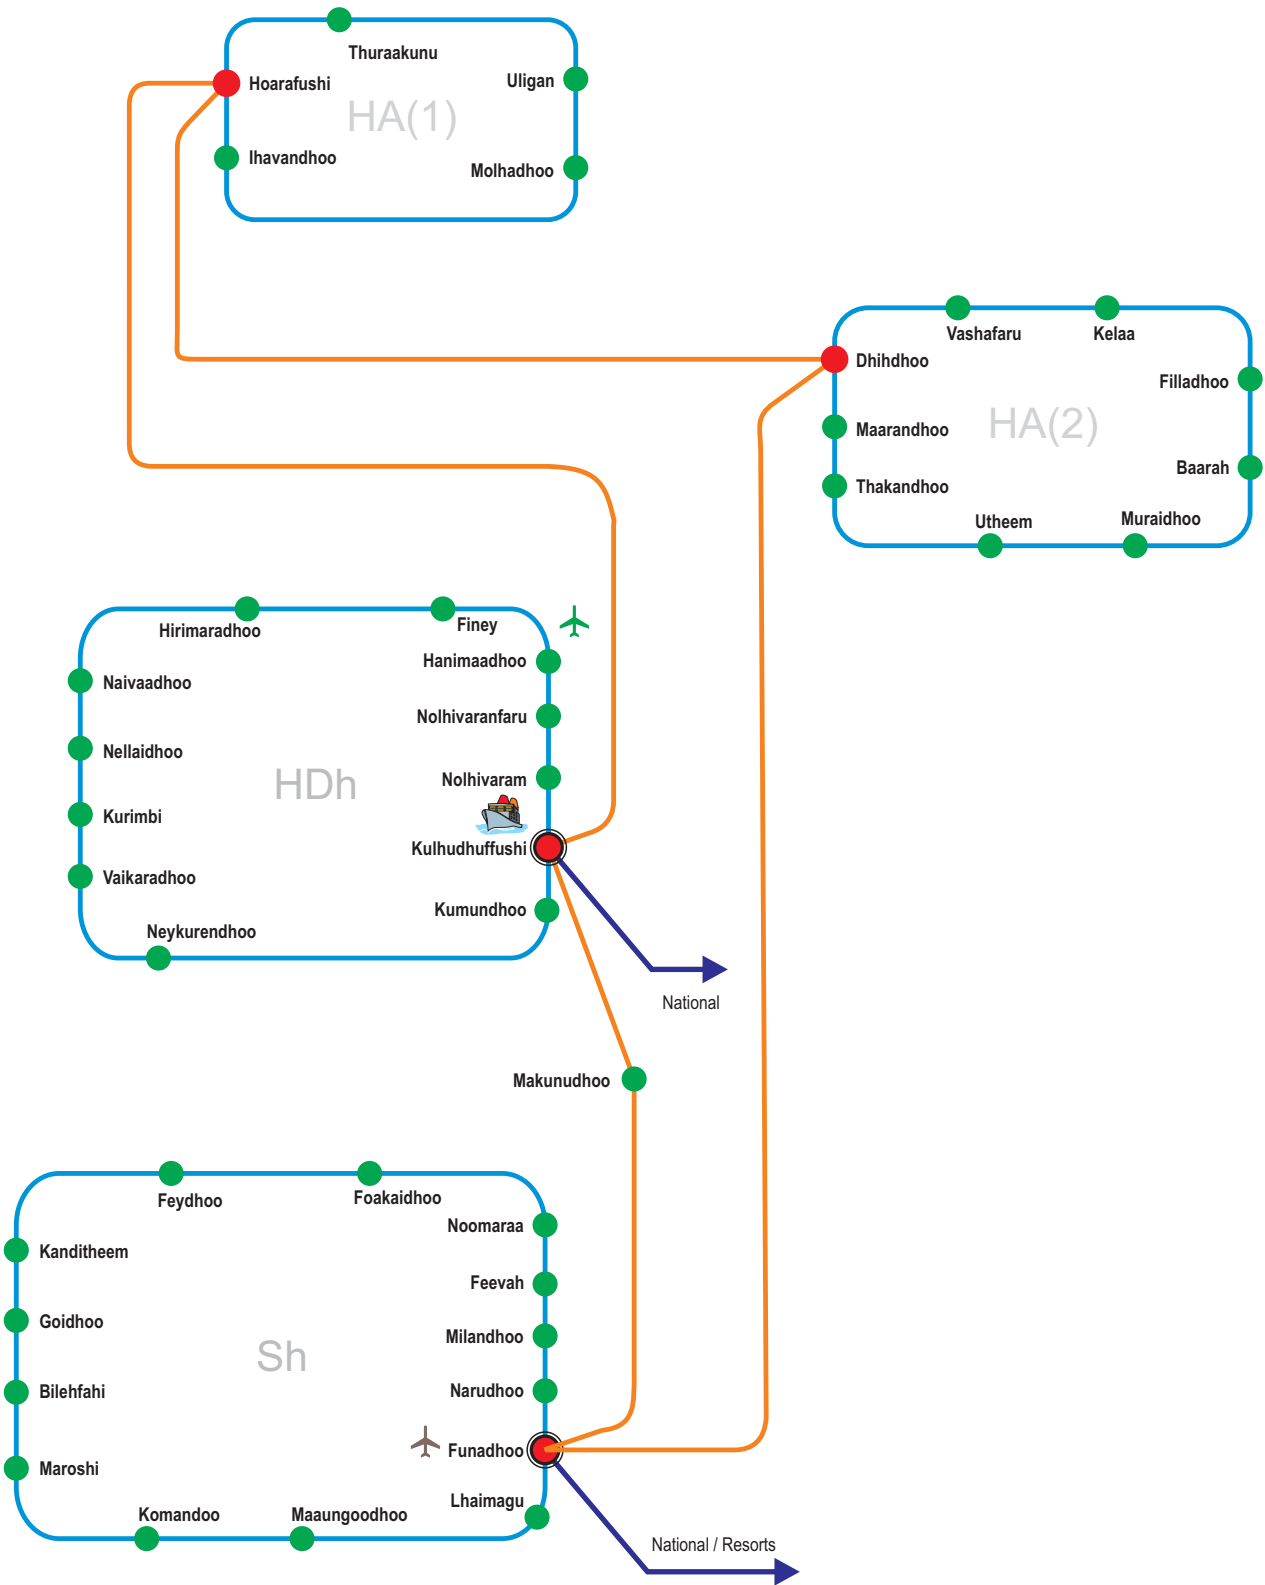 Thuraakunu
Hoarafushi
Uligan
HA(1)
Ihavandhoo
Molhadhoo
Vashafaru
Kelaa
Dhihdhoo
Filladhoo
Maarandhoo
HA(2)
Baarah
Thakandhoo
Utheem
Muraidhoo
Hirimaradhoo
Finey
Hanimaadhoo
Naivaadhoo
Nolhivaranfaru
Nellaidhoo
Nolhivaram
HDh
Kurimbi
Kulhudhuffushi
Vaikaradhoo
Kumundhoo
Neykurendhoo
National
Makunudhoo
Feydhoo
Foakaidhoo
Noomaraa
Kanditheem
Feevah
Goidhoo
Milandhoo
Sh
Bilehfahi
Narudhoo
Funadhoo
Maroshi
Lhaimagu
Komandoo
Maaungoodhoo
National / Resorts